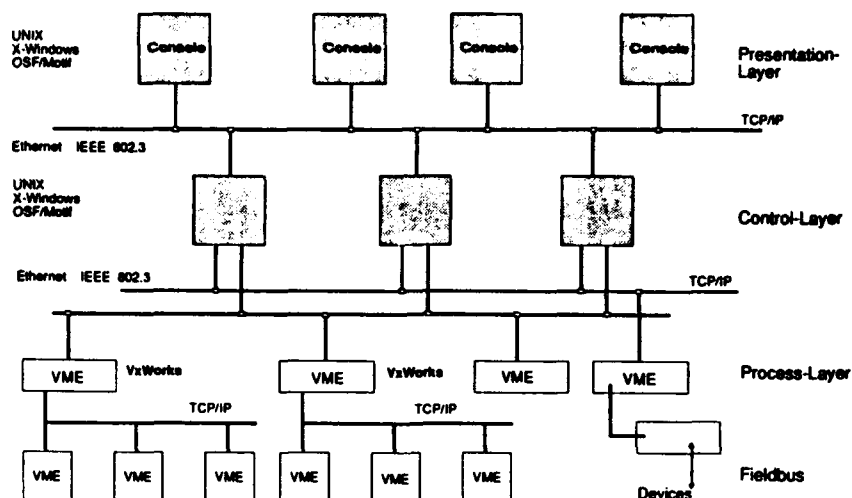 UNIX
X-Windows
OSF/Motif
Console Console Console Console
Presentation-
Layer
TCP/IP
Ethernet IEEE 802.3
UNIX
X-Windows
OSF/Motif
Control-Layer
Ethernet IEEE 802.3
TCP/IP
VME VxWorks VME VxWorks VME VME Process-Layer
TCP/IP TCP/IP
VME VME VME VME VME VME Fieldbus
Devices